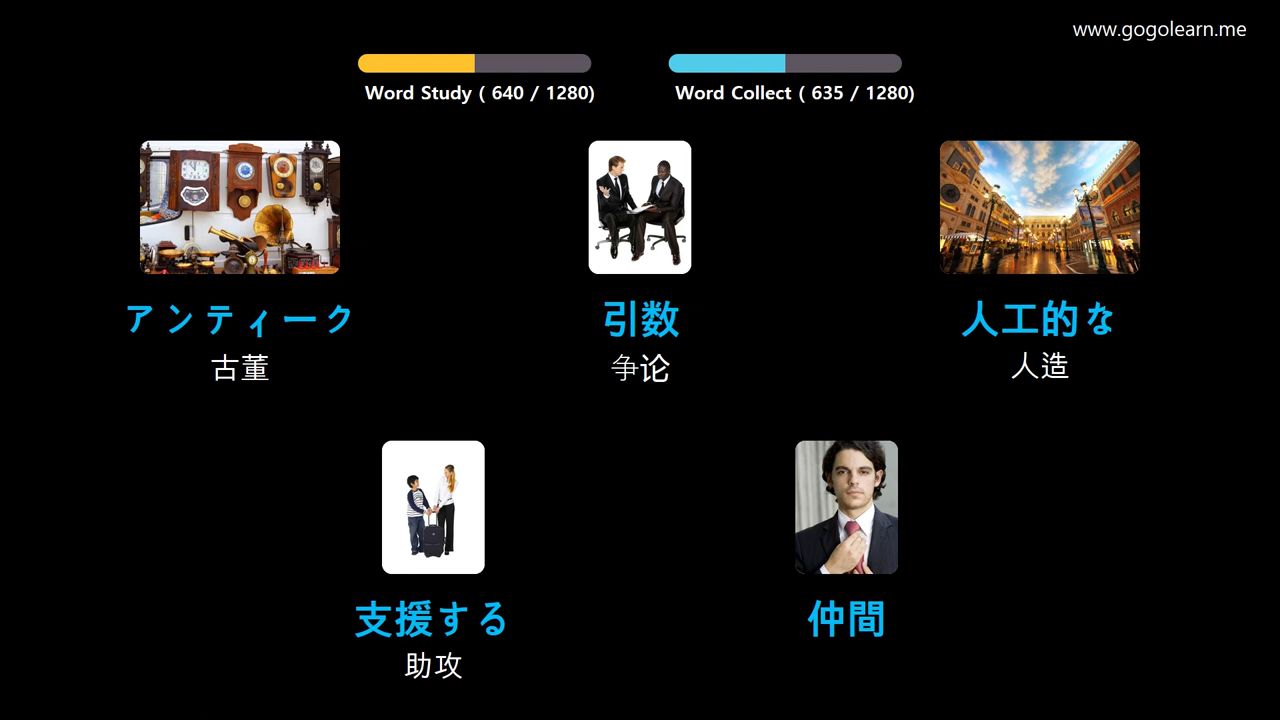 www.gogolearn.me
Word Study ( 640 / 1280)
Word Collect ( 635 / 1280)
アンティーク
引数
人工的な
古董
争论
人造
支援する
仲間
助攻